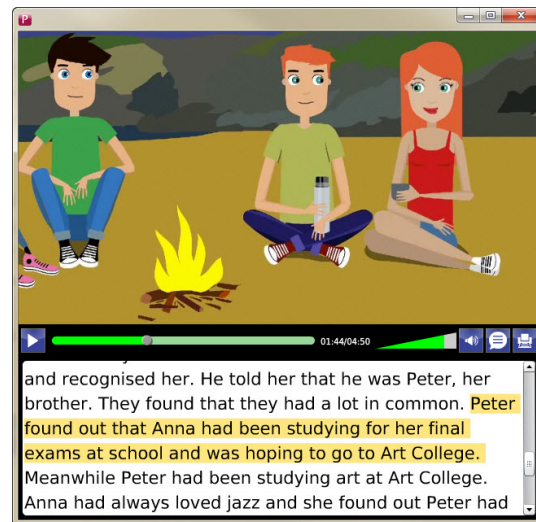 P
01:44/04:50
and recognised her. He told her that he was Peter, her
brother. They found that they had a lot in common. Peter
found out that Anna had been studying for her final
exams at school and was hoping to go to Art College.
Meanwhile Peter had been studying art at Art College.
Anna had always loved jazz and she found out Peter had